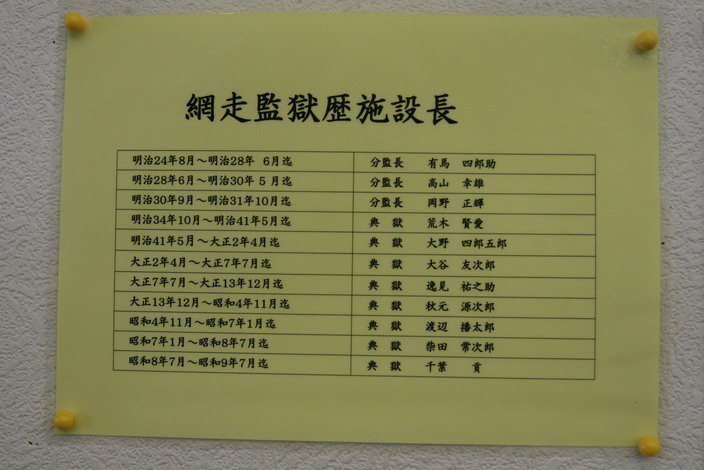 網走監獄歴施設長
明治24年8月～明治28年 6月迄 分監長 有馬 四郎助
明治28年6月～明治30年 5月迄 分監長 高山 幸雄
明治30年9月～明治31年10月迄 分監長 岡野 正輝
明治34年10月～明治41年5月迄 典 獄 荒木 賢愛
明治41年5月～大正2年4月迄 典 獄 大野 四郎五郎
大正2年4月～大正7年7月迄 典 獄 大谷 友次郎
大正7年7月～大正13年12月迄 典 獄 逸見 祐之助
大正13年12月～昭和4年11月迄 典 獄 秋元 源次郎
昭和4年11月～昭和7年1月迄 典 獄 渡辺 播太郎
昭和7年1月～昭和8年7月迄 典 獄 柴田 常次郎
昭和8年7月～昭和9年7月迄 典 獄 千葉 貢